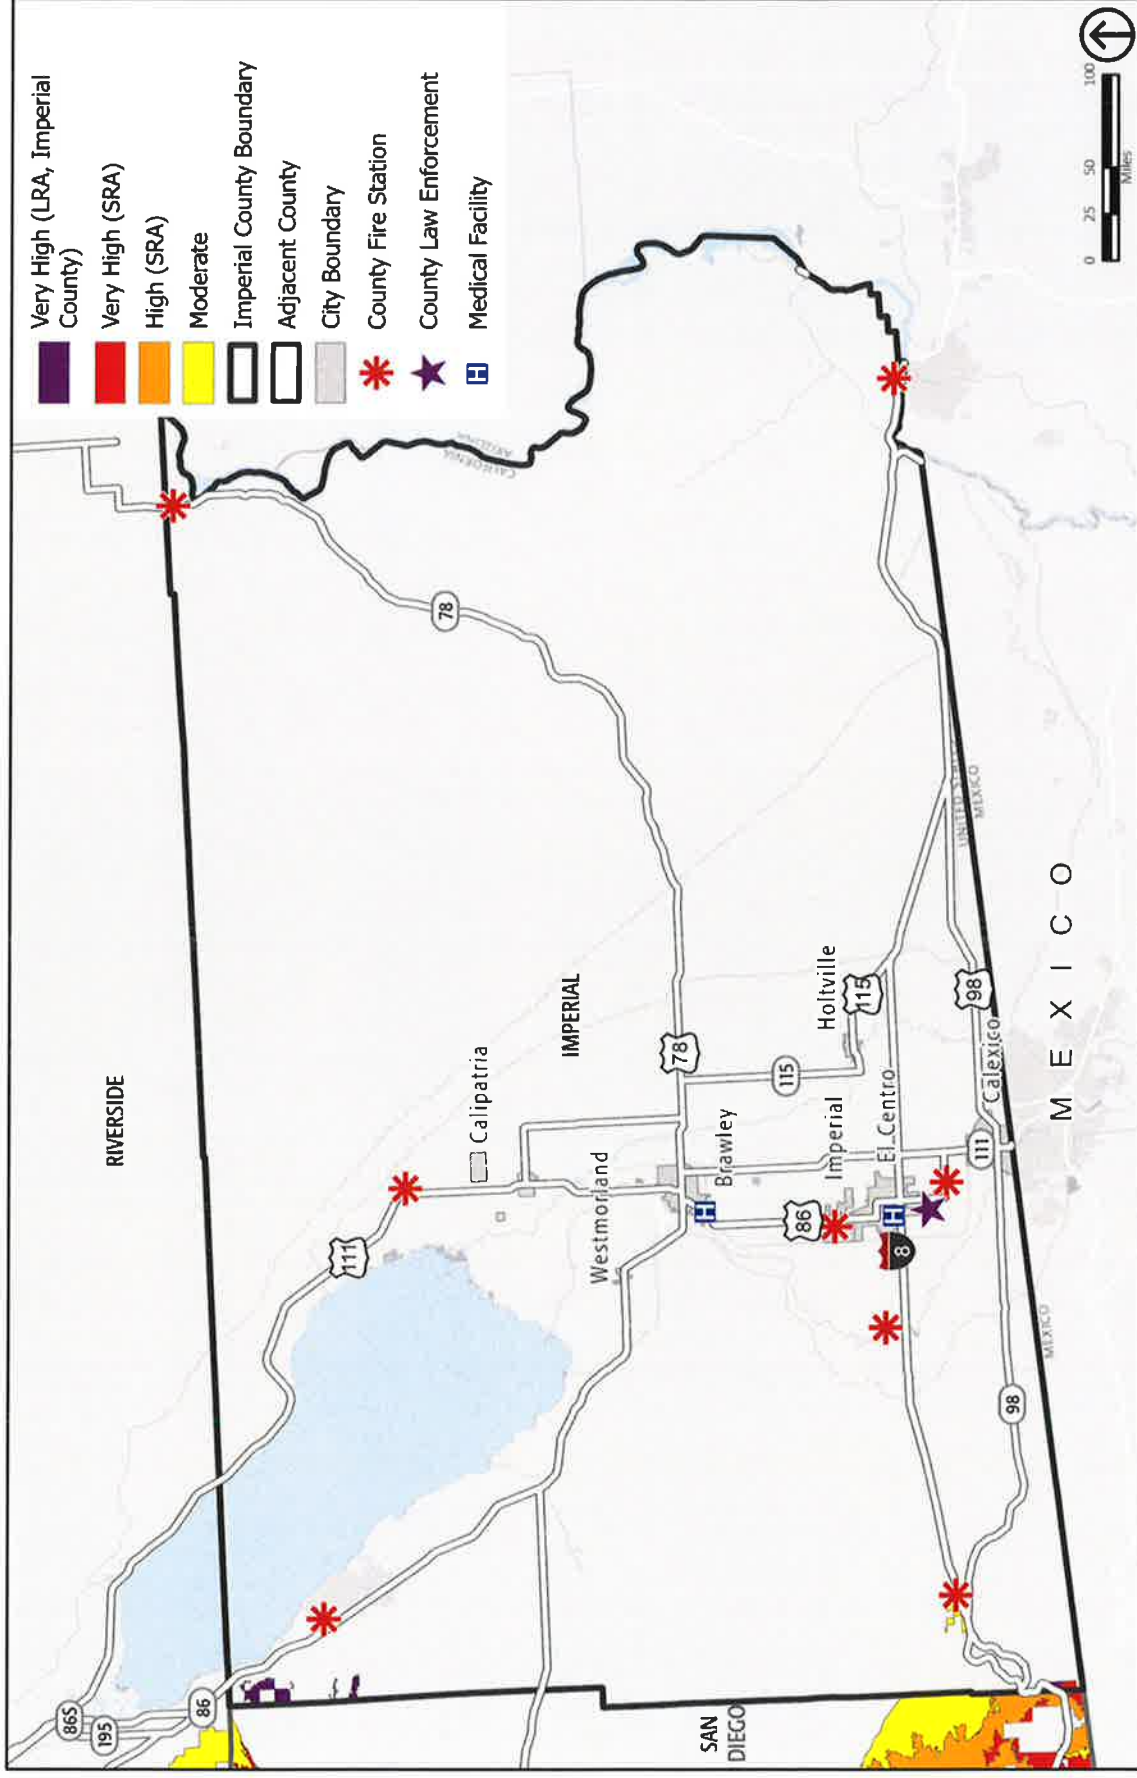 Very High (LRA, Imperial
County)
Very High (SRA)
High (SRA)
Moderate
Imperial County Boundary
Adjacent County
City Boundary
County Fire Station
County Law Enforcement
H
Medical Facility
RIVERSIDE
IMPERIAL
SAN
DIEGO
86S
195
86
111
78
CALIFORNIA
ARIZONA
Calipatria
Westmorland
78
Brawley
H
115
Holtville
115
86
Imperial
El Centro
H
8
111
98
Calexico
98
UNITED STATES
MEXICO
MEXICO
MEXICO
0 25 50 100
Miles